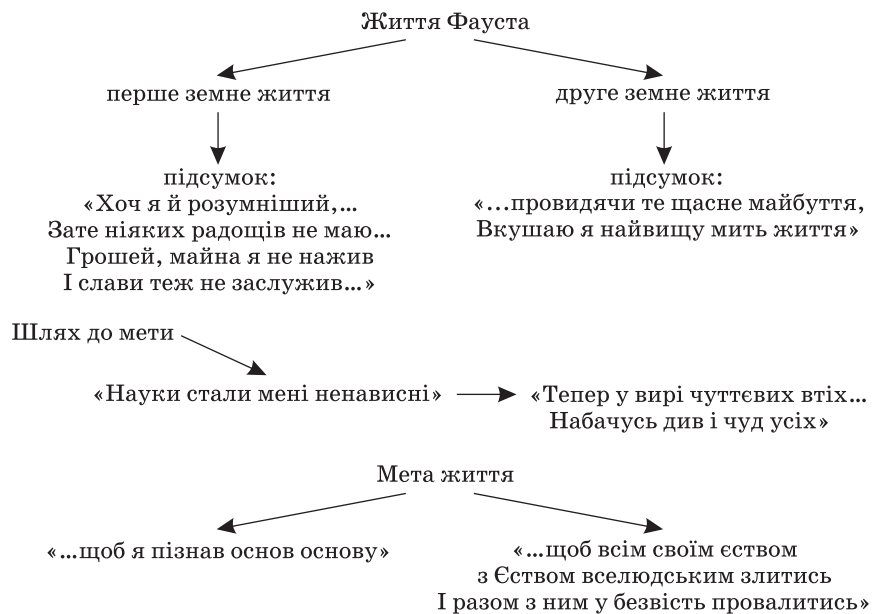 Життя Фауста
перше земне життя
друге земне життя
підсумок:
«Хоч я й розумніший,...
Зате ніяких радощів не маю...
Грошей, майна я не нажив
І слави теж не заслужив...»
підсумок:
«...провидячи те щасне майбуття,
Вкушаю я найвищу мить життя»
Шлях до мети
«Науки стали мені ненависні»
«Тепер у вирі чуттєвих втіх...
Набачусь див і чуд усіх»
Мета життя
«...щоб я пізнав основ основу»
«...щоб всім своїм єством
з Єством вселюдським злитись
І разом з ним у безвість провалитись»